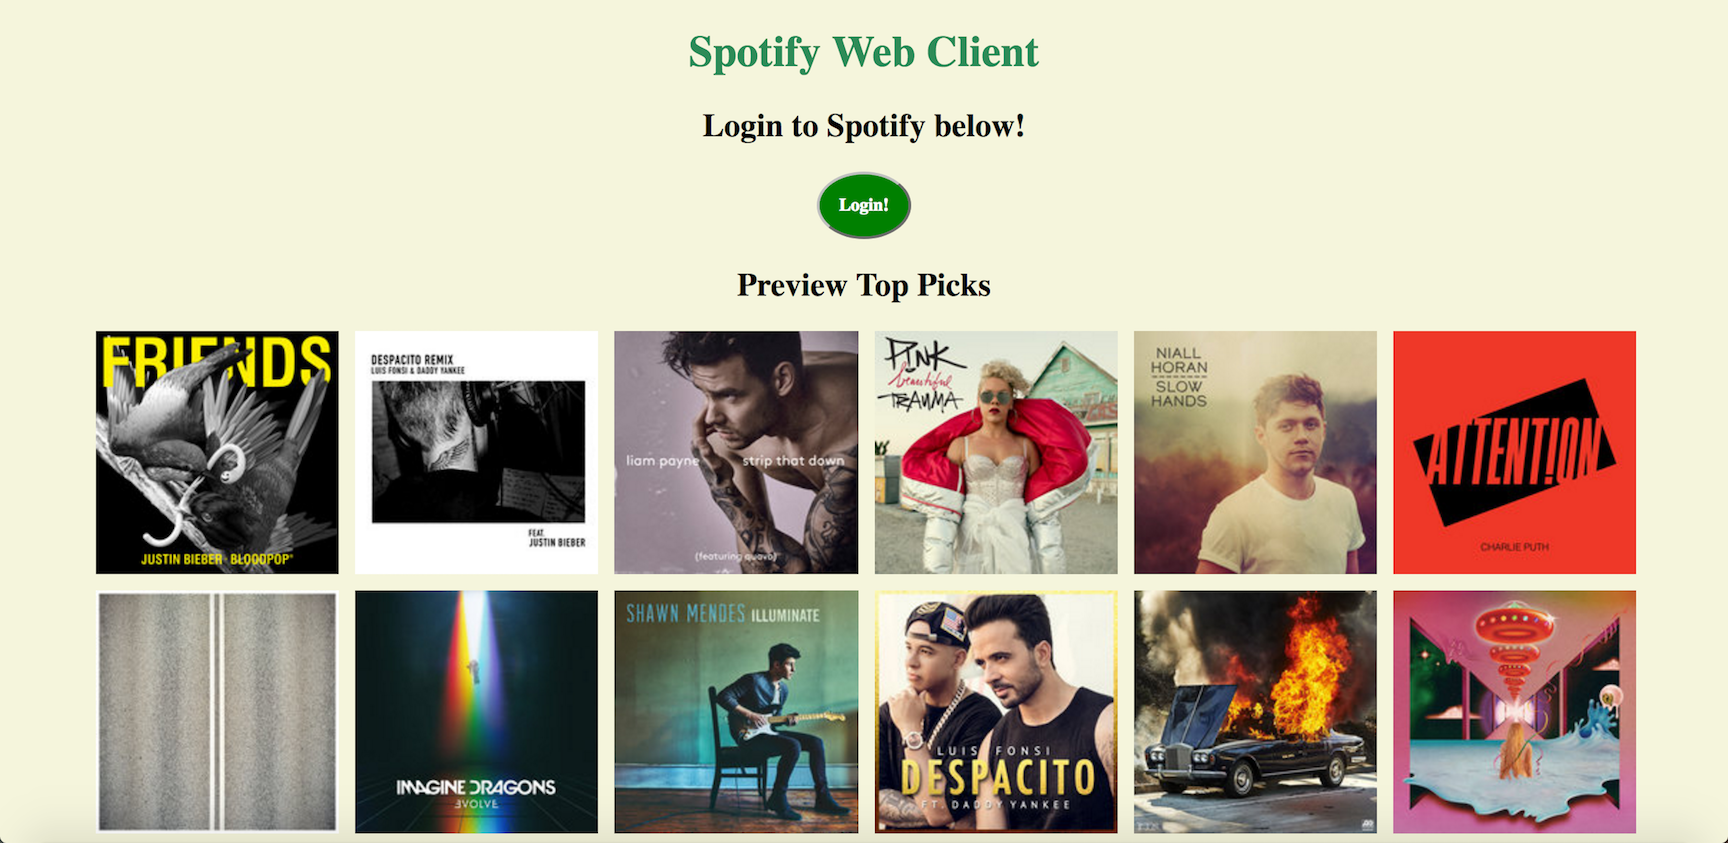 Spotify Web Client
Login to Spotify below!
Login!
Preview Top Picks
FRIENDS
JUSTIN BIEBER · BLOODPOP®
DESPACITO REMIX
LUIS FONSI & DADDY YANKEE
FEAT.
JUSTIN BIEBER
liam payne strip that down
(featuring quavo)
P!NK
beautiful
TRAUMA
NIALL
HORAN
SLOW
HANDS
ATTENT!ON
CHARLIE PUTH
IMAGINE DRAGONS
EVOLVE
SHAWN MENDES ILLUMINATE
LUIS FONSI
DESPACITO
FT. DADDY YANKEE